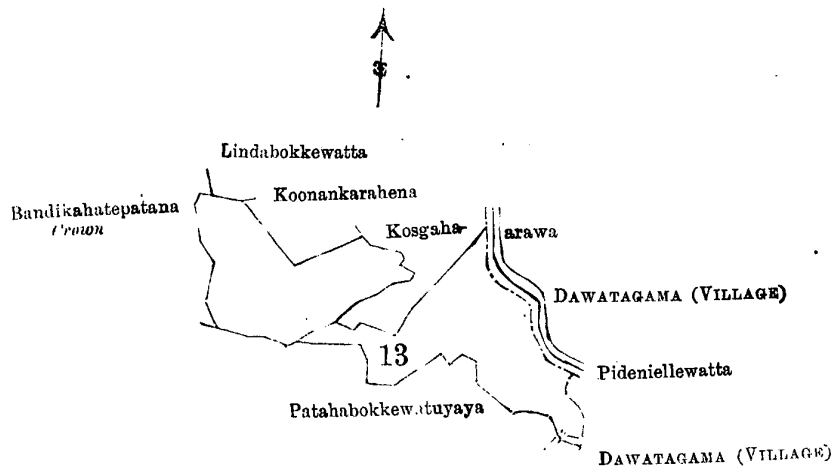 Lindabokkewatta
Koonankarahena
Bandikahatepatana
Crown
Kosgaha-arawa
DAWATAGAMA (VILLAGE)
13
Pideniellewatta
Patahabokkewatuyaya
DAWATAGAMA (VILLAGE)